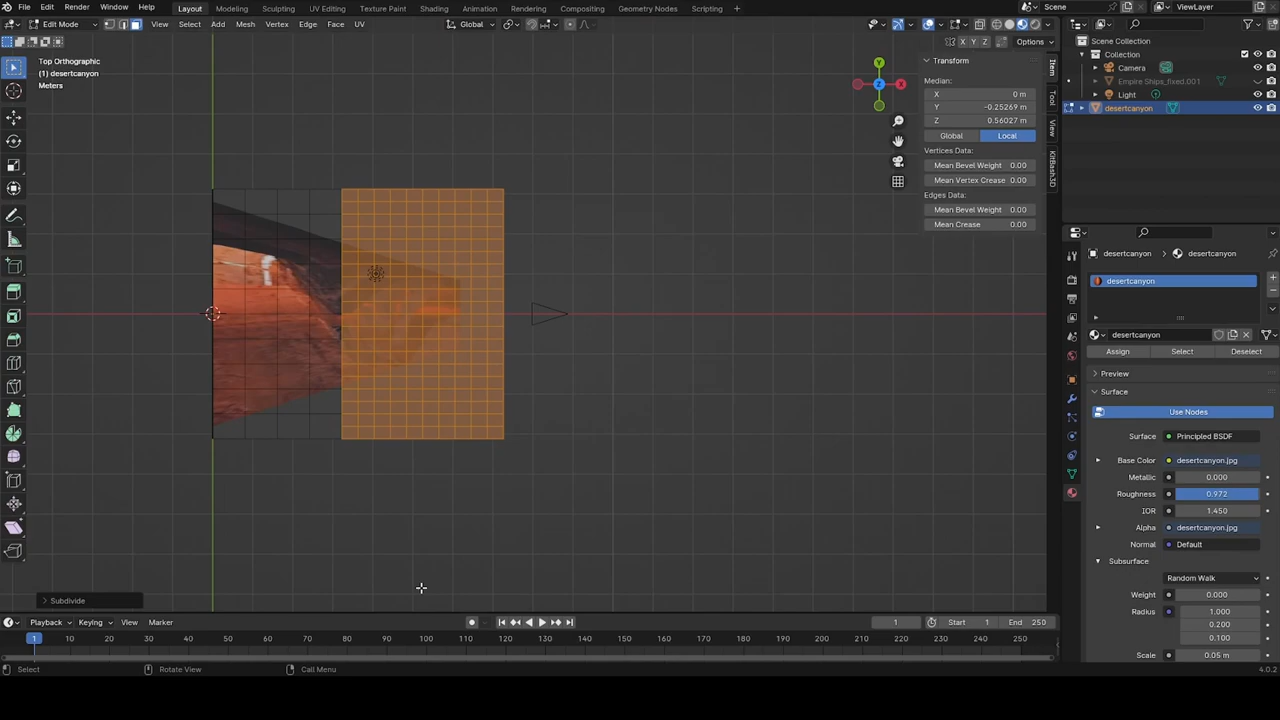 File Edit Render Window Help Layout Modeling Sculpting UV Editing Texture Paint Shading Animation Rendering Compositing Geometry Nodes Scripting + Scene ViewLayer
Edit Mode View Select Add Mesh Vertex Edge Face UV Global
X Y Z Options
Top Orthographic
(1) desertcanyon
Meters
Y
X
Z
Transform
Median:
X 0 m
Y -0.25269 m
Z 0.56027 m
Global Local
Vertices Data:
Mean Bevel Weight 0.00
Mean Vertex Crease 0.00
Edges Data:
Mean Bevel Weight 0.00
Mean Crease 0.00
Item
Tool
View
KitBash3D
Scene Collection
Collection
Camera
Empire Ships_fixed.001
Light
desertcanyon
desertcanyon > desertcanyon
desertcanyon
desertcanyon
Assign Select Deselect
Preview
Surface
Use Nodes
Surface Principled BSDF
Base Color desertcanyon.jpg
Metallic 0.000
Roughness 0.972
IOR 1.450
Alpha desertcanyon.jpg
Normal Default
Subsurface
Random Walk
Weight 0.000
Radius 1.000
0.200
0.100
Scale 0.05 m
Subdivide
Playback Keying View Marker 1 Start 1 End 250
1 10 20 30 40 50 60 70 80 90 100 110 120 130 140 150 160 170 180 190 200 210 220 230 240 250
Select Rotate View Call Menu 4.0.2